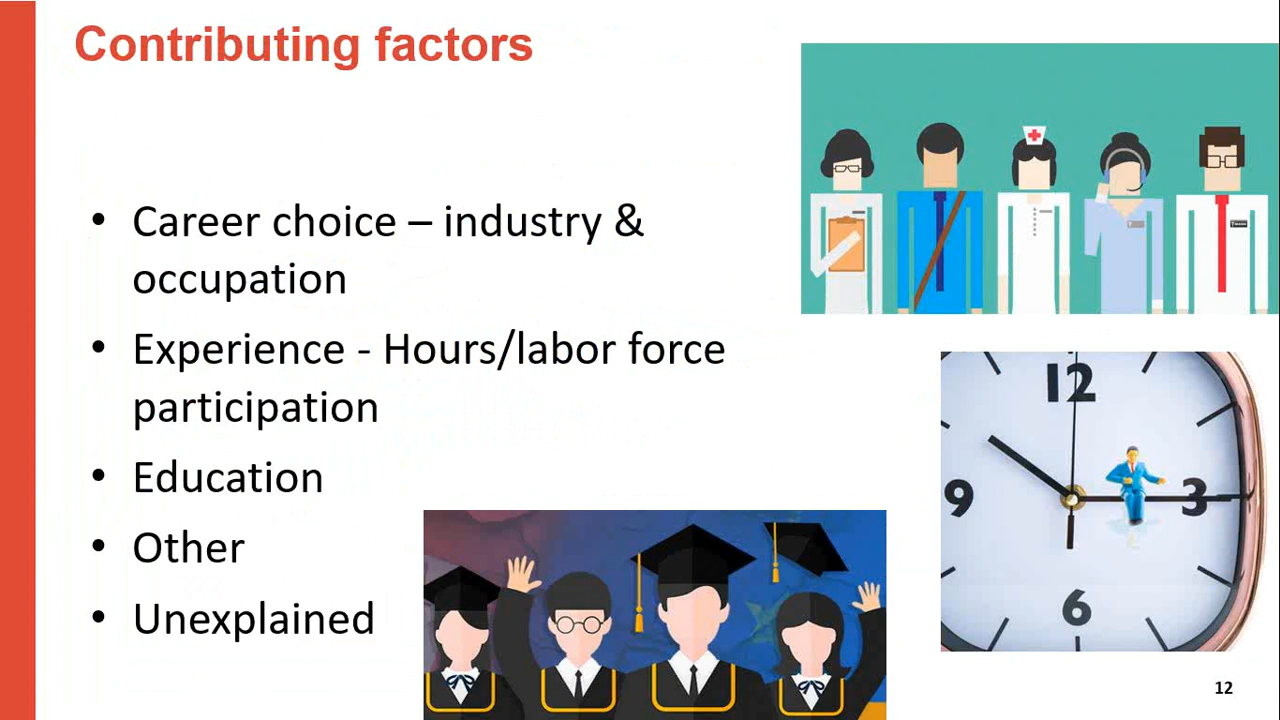 Contributing factors
• Career choice – industry &
occupation
• Experience - Hours/labor force
participation
• Education
• Other
• Unexplained
12
9
3
6
12